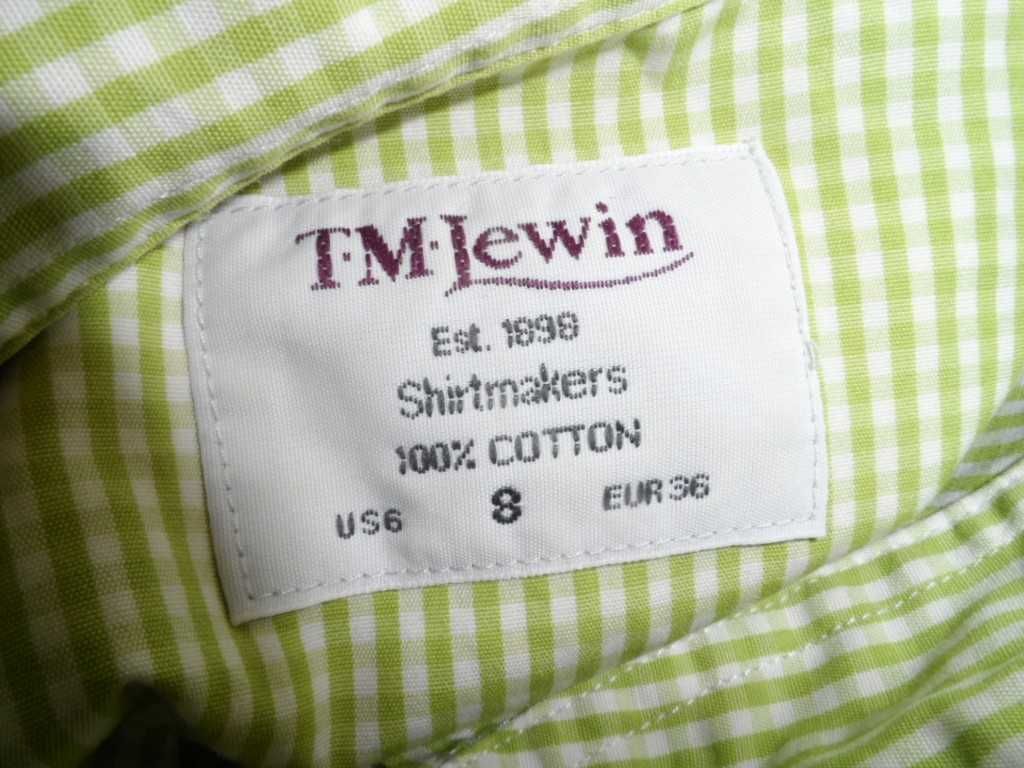 T·M·Lewin
Est. 1898
Shirtmakers
100% COTTON
US6 8 EUR 36